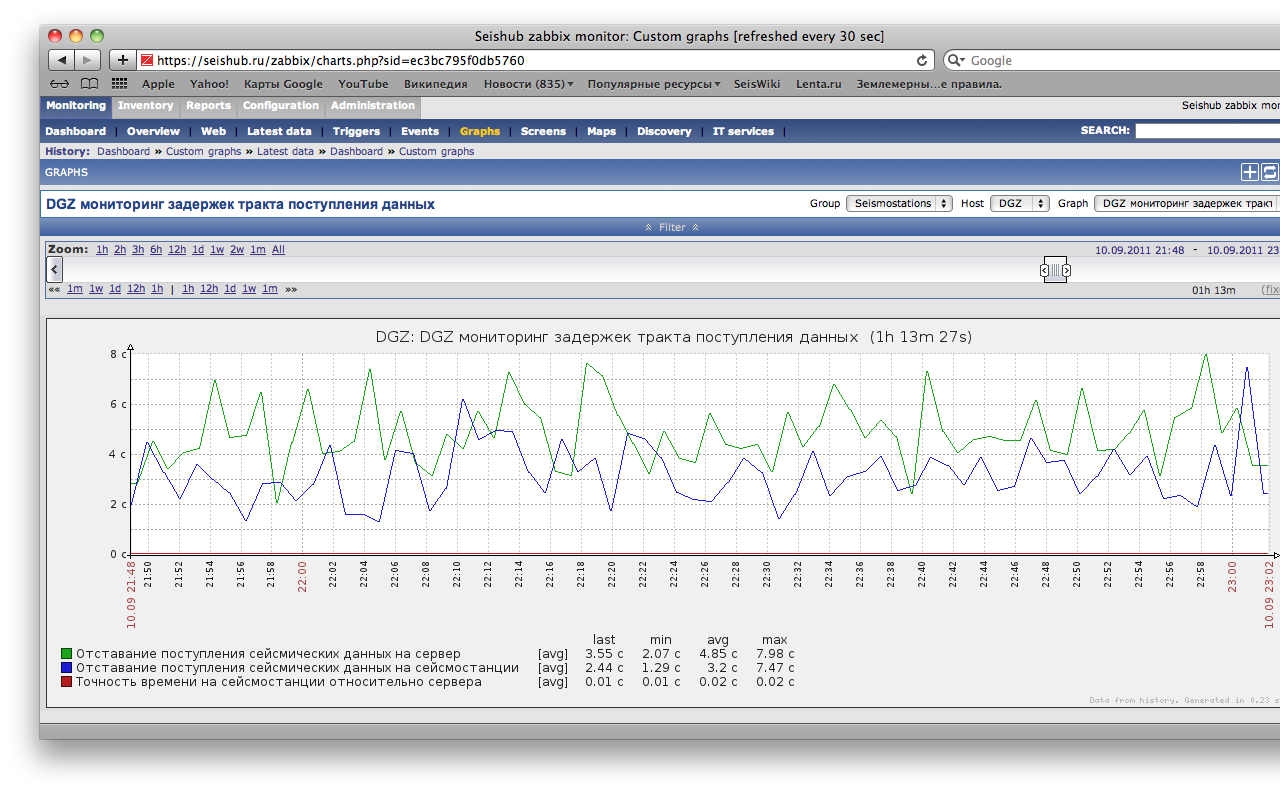 Seishub zabbix monitor: Custom graphs [refreshed every 30 sec]
https://seishub.ru/zabbix/charts.php?sid=ec3bc795f0db5760
Google
Apple Yahoo! Карты Google YouTube Википедия Новости (835) Популярные ресурсы SeisWiki Lenta.ru Землемерны...е правила.
Monitoring Inventory Reports Configuration Administration Seishub zabbix mon
Dashboard | Overview | Web | Latest data | Triggers | Events | Graphs | Screens | Maps | Discovery | IT services | SEARCH:
History: Dashboard » Custom graphs » Latest data » Dashboard » Custom graphs
GRAPHS
DGZ мониторинг задержек тракта поступления данных Group Seismostations Host DGZ Graph DGZ мониторинг задержек тракт
Filter
Zoom: 1h 2h 3h 6h 12h 1d 1w 2w 1m All 10.09.2011 21:48 - 10.09.2011 23
«« 1m 1w 1d 12h 1h | 1h 12h 1d 1w 1m »» 01h 13m (fix
DGZ: DGZ мониторинг задержек тракта поступления данных (1h 13m 27s)
8 c
6 c
4 c
2 c
0 c
10.09 21:48 21:50 21:52 21:54 21:56 21:58 22:00 22:02 22:04 22:06 22:08 22:10 22:12 22:14 22:16 22:18 22:20 22:22 22:24 22:26 22:28 22:30 22:32 22:34 22:36 22:38 22:40 22:42 22:44 22:46 22:48 22:50 22:52 22:54 22:56 22:58 23:00 10.09 23:02
last min avg max
Отставание поступления сейсмических данных на сервер [avg] 3.55 c 2.07 c 4.85 c 7.98 c
Отставание поступления сейсмических данных на сейсмостанции [avg] 2.44 c 1.29 c 3.2 c 7.47 c
Точность времени на сейсмостанции относительно сервера [avg] 0.01 c 0.01 c 0.02 c 0.02 c
Data from history. Generated in 0.23 s